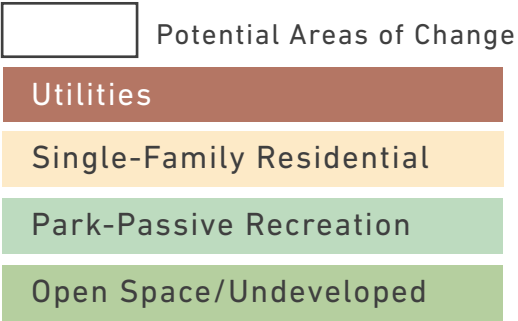 Potential Areas of Change
Utilities
Single-Family Residential
Park-Passive Recreation
Open Space/Undeveloped